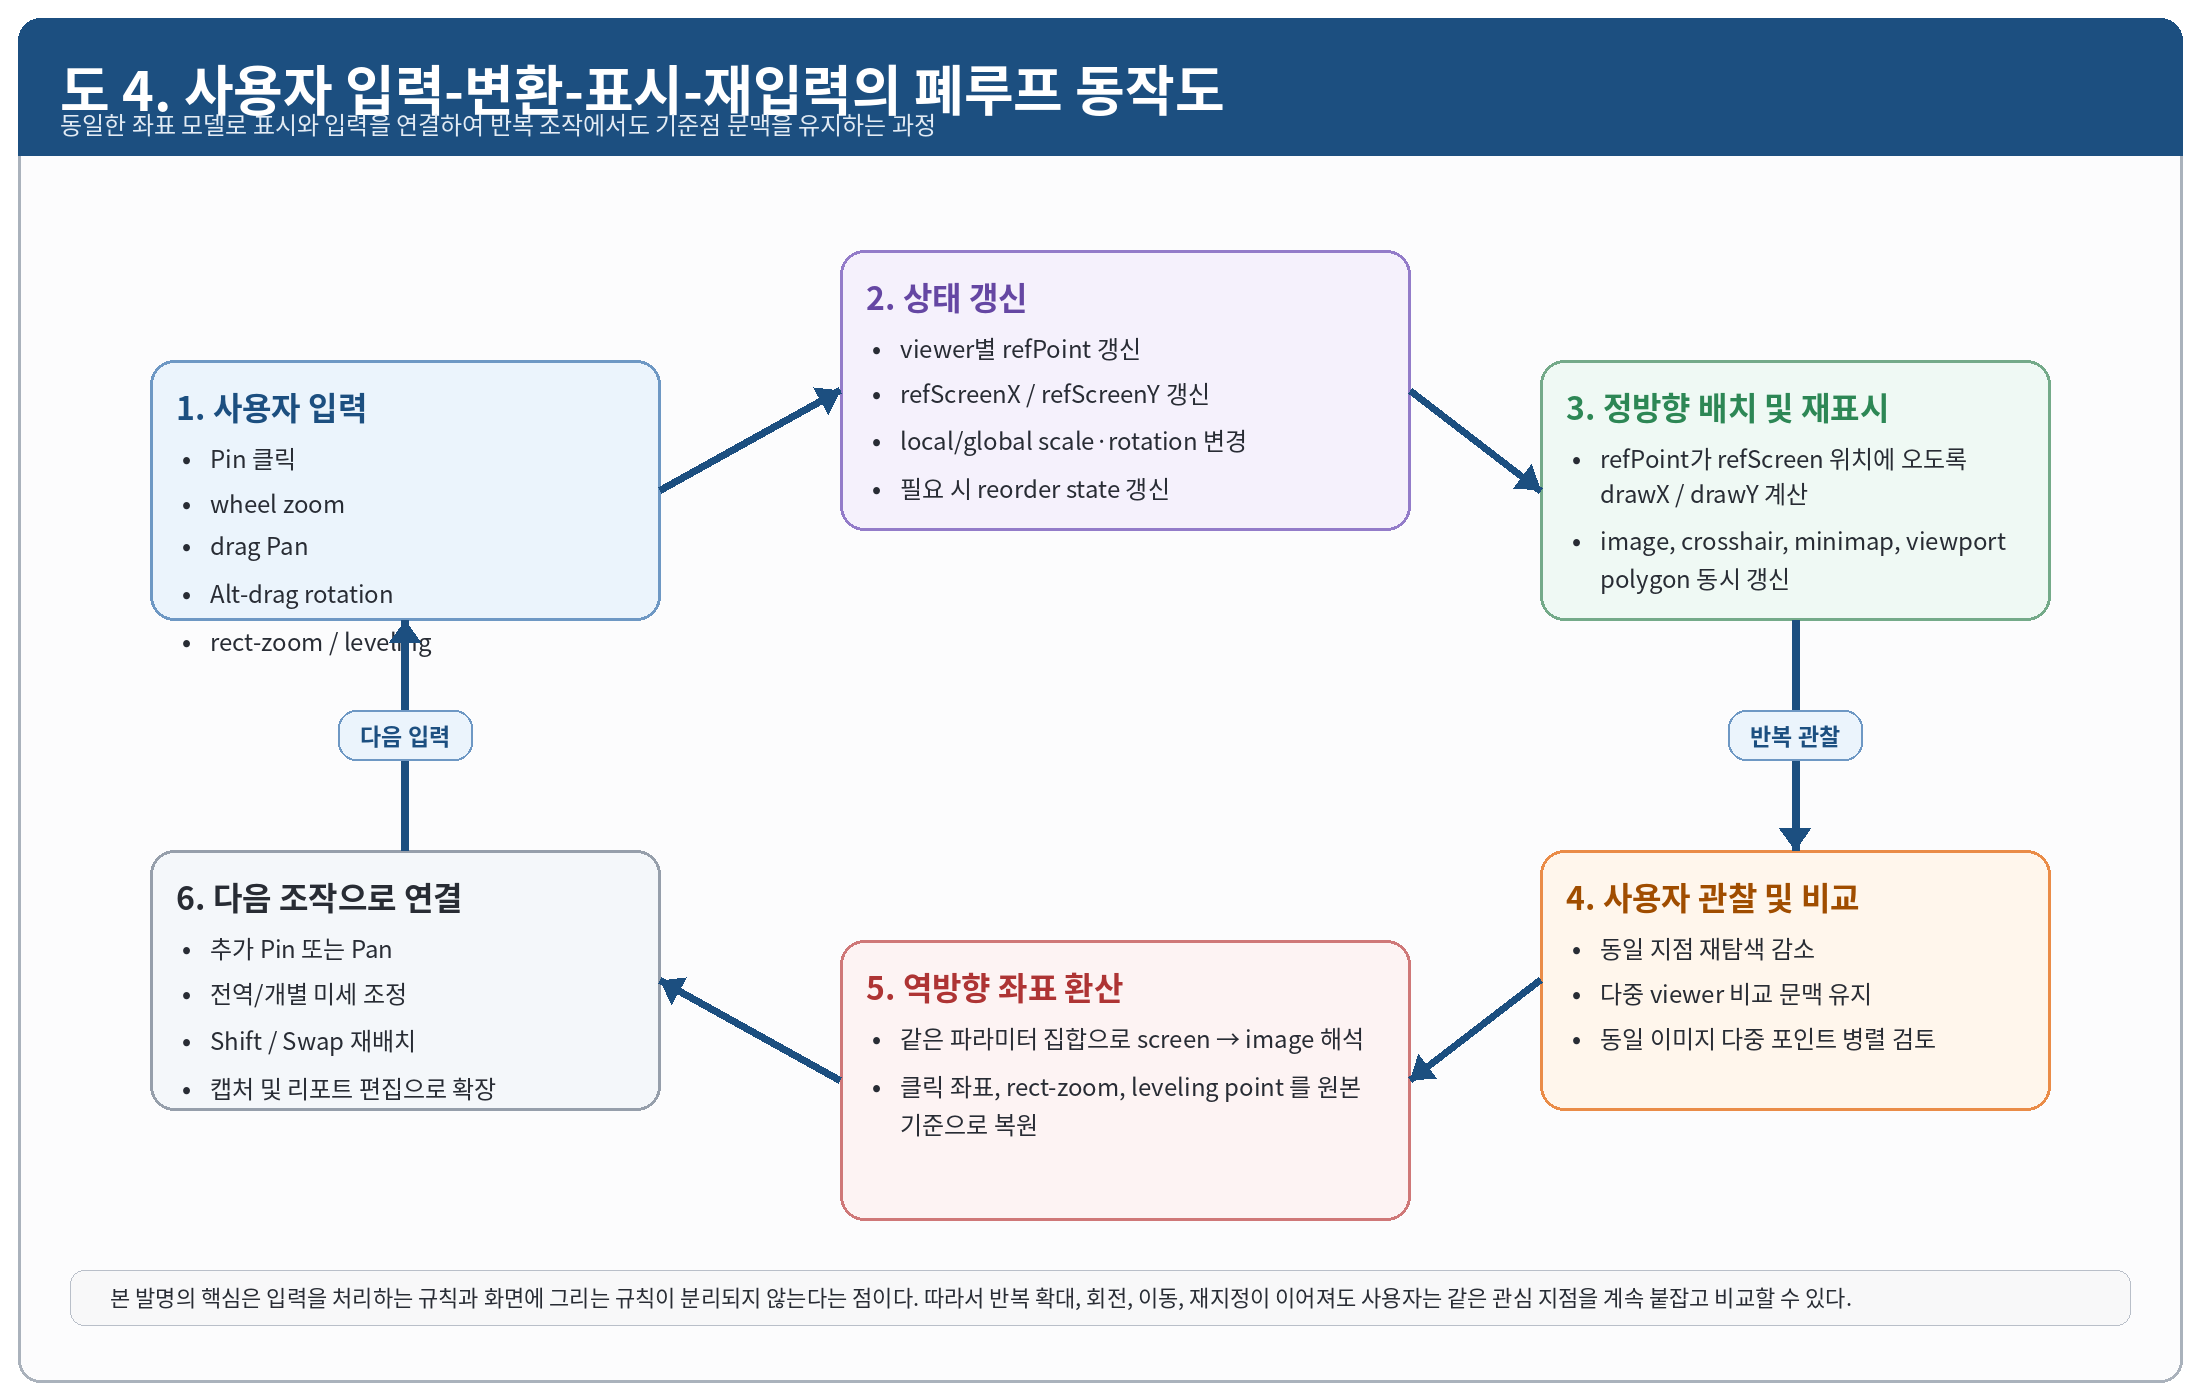 도 4. 사용자 입력-변환-표시-재입력의 폐루프 동작도
동일한 좌표 모델로 표시와 입력을 연결하여 반복 조작에서도 기준점 문맥을 유지하는 과정
1. 사용자 입력
• Pin 클릭
• wheel zoom
• drag Pan
• Alt-drag rotation
• rect-zoom / leveling
2. 상태 갱신
• viewer별 refPoint 갱신
• refScreenX / refScreenY 갱신
• local/global scale·rotation 변경
• 필요 시 reorder state 갱신
3. 정방향 배치 및 재표시
• refPoint가 refScreen 위치에 오도록
drawX / drawY 계산
• image, crosshair, minimap, viewport
polygon 동시 갱신
반복 관찰
4. 사용자 관찰 및 비교
• 동일 지점 재탐색 감소
• 다중 viewer 비교 문맥 유지
• 동일 이미지 다중 포인트 병렬 검토
5. 역방향 좌표 환산
• 같은 파라미터 집합으로 screen → image 해석
• 클릭 좌표, rect-zoom, leveling point 를 원본
기준으로 복원
6. 다음 조작으로 연결
• 추가 Pin 또는 Pan
• 전역/개별 미세 조정
• Shift / Swap 재배치
• 캡처 및 리포트 편집으로 확장
다음 입력
본 발명의 핵심은 입력을 처리하는 규칙과 화면에 그리는 규칙이 분리되지 않는다는 점이다. 따라서 반복 확대, 회전, 이동, 재지정이 이어져도 사용자는 같은 관심 지점을 계속 붙잡고 비교할 수 있다.